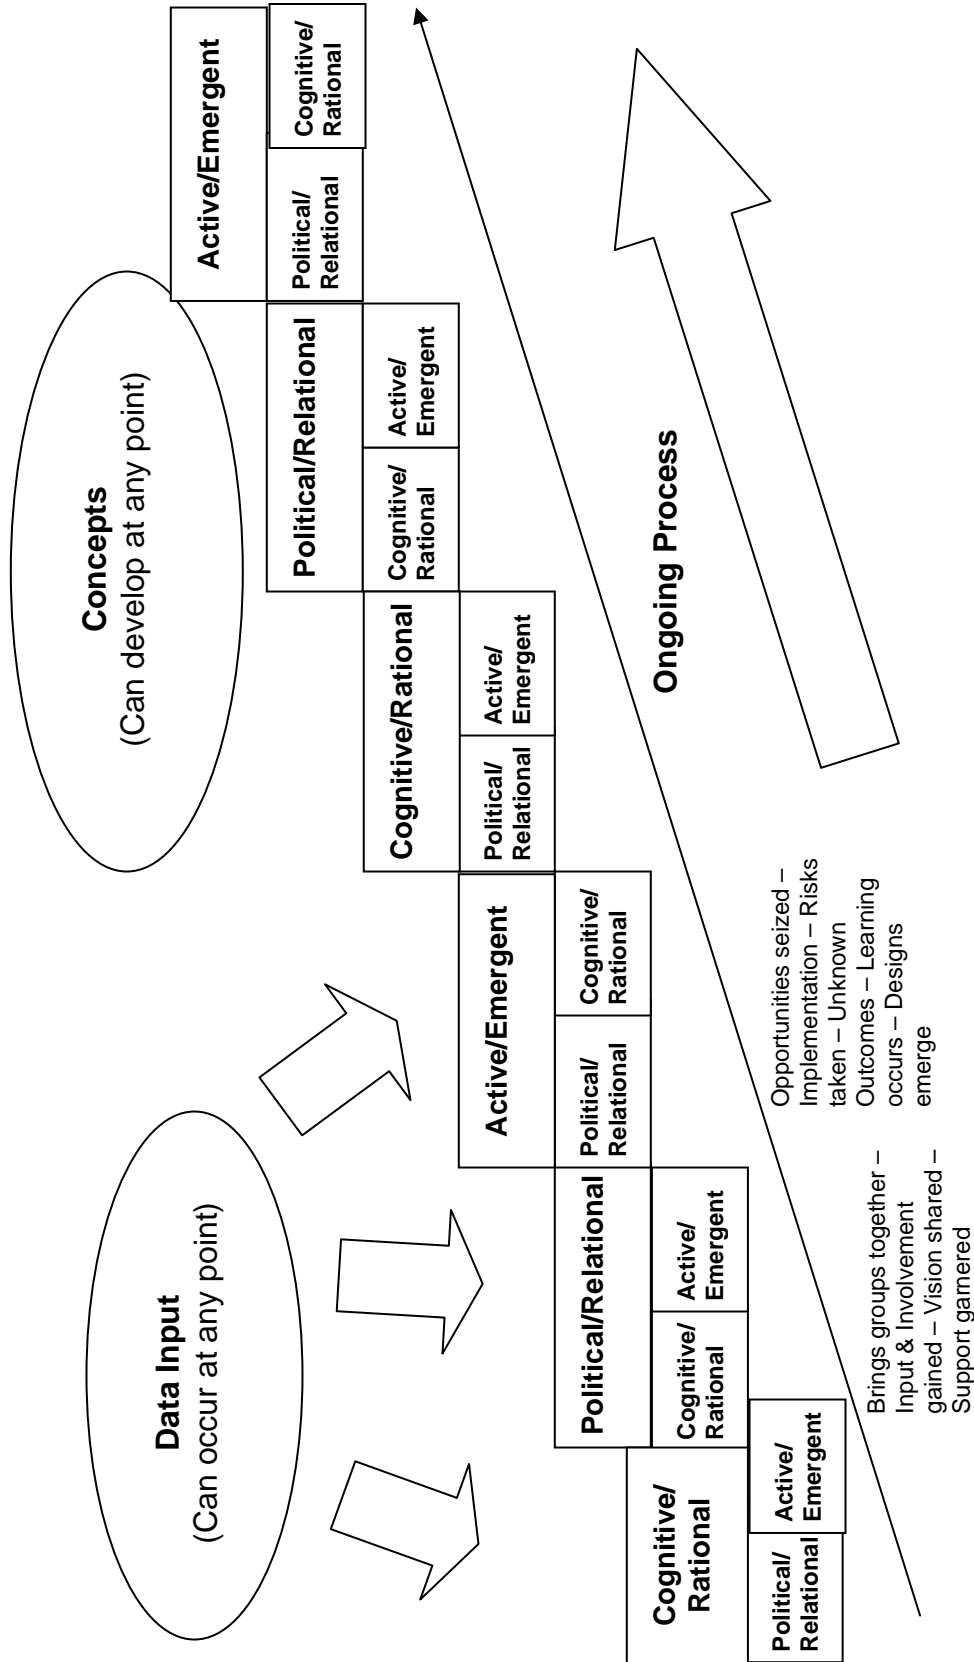 Data Input
(Can occur at any point)
Concepts
(Can develop at any point)
Cognitive/
Rational
Political/
Relational
Active/
Emergent
Political/Relational
Cognitive/
Rational
Active/
Emergent
Active/Emergent
Political/
Relational
Cognitive/
Rational
Cognitive/Rational
Political/
Relational
Active/
Emergent
Political/Relational
Cognitive/
Rational
Active/
Emergent
Active/Emergent
Political/
Relational
Cognitive/
Rational
Ongoing Process
Brings groups together –
Input & Involvement
gained – Vision shared –
Support garnered
Opportunities seized –
Implementation – Risks
taken – Unknown
Outcomes – Learning
occurs – Designs
emerge